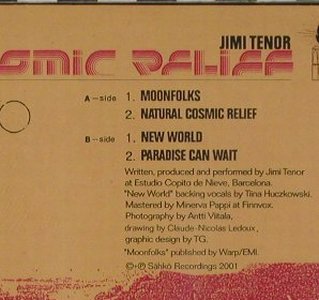 JIMI TENOR
OSMIC RELIEF
A - side 1. MOONFOLKS
2. NATURAL COSMIC RELIEF
B - side 1. NEW WORLD
2. PARADISE CAN WAIT
Written, produced and performed by Jimi Tenor
at Estudio Copito de Nieve, Barcelona.
"New World" backing vocals by Tiina Huczkowski.
Mastered by Minerva Pappi at Finnvox.
Photography by Antti Viitala,
drawing by Claude-Nicolas Ledoux,
graphic design by TG.
"Moonfolks" published by Warp/EMI.
©+℗ Sähkö Recordings 2001